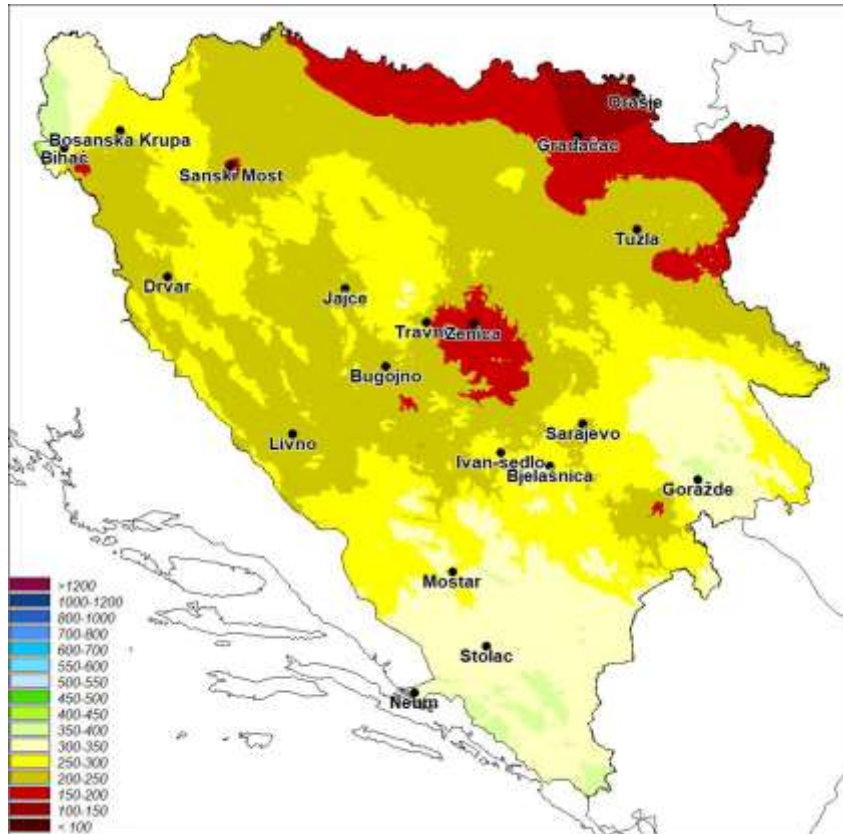 Orašje
Gradačac
Bosanska Krupa
Bihać
Sanski Most
Tuzla
Drvar
Jajce
Zenica
Bugojno
Livno
Sarajevo
Ivan-sedlo
Bjelašnica
Goražde
Mostar
Stolac
Neum
>1200
1000-1200
800-1000
700-800
600-700
550-600
500-550
450-500
400-450
350-400
300-350
250-300
200-250
150-200
100-150
< 100